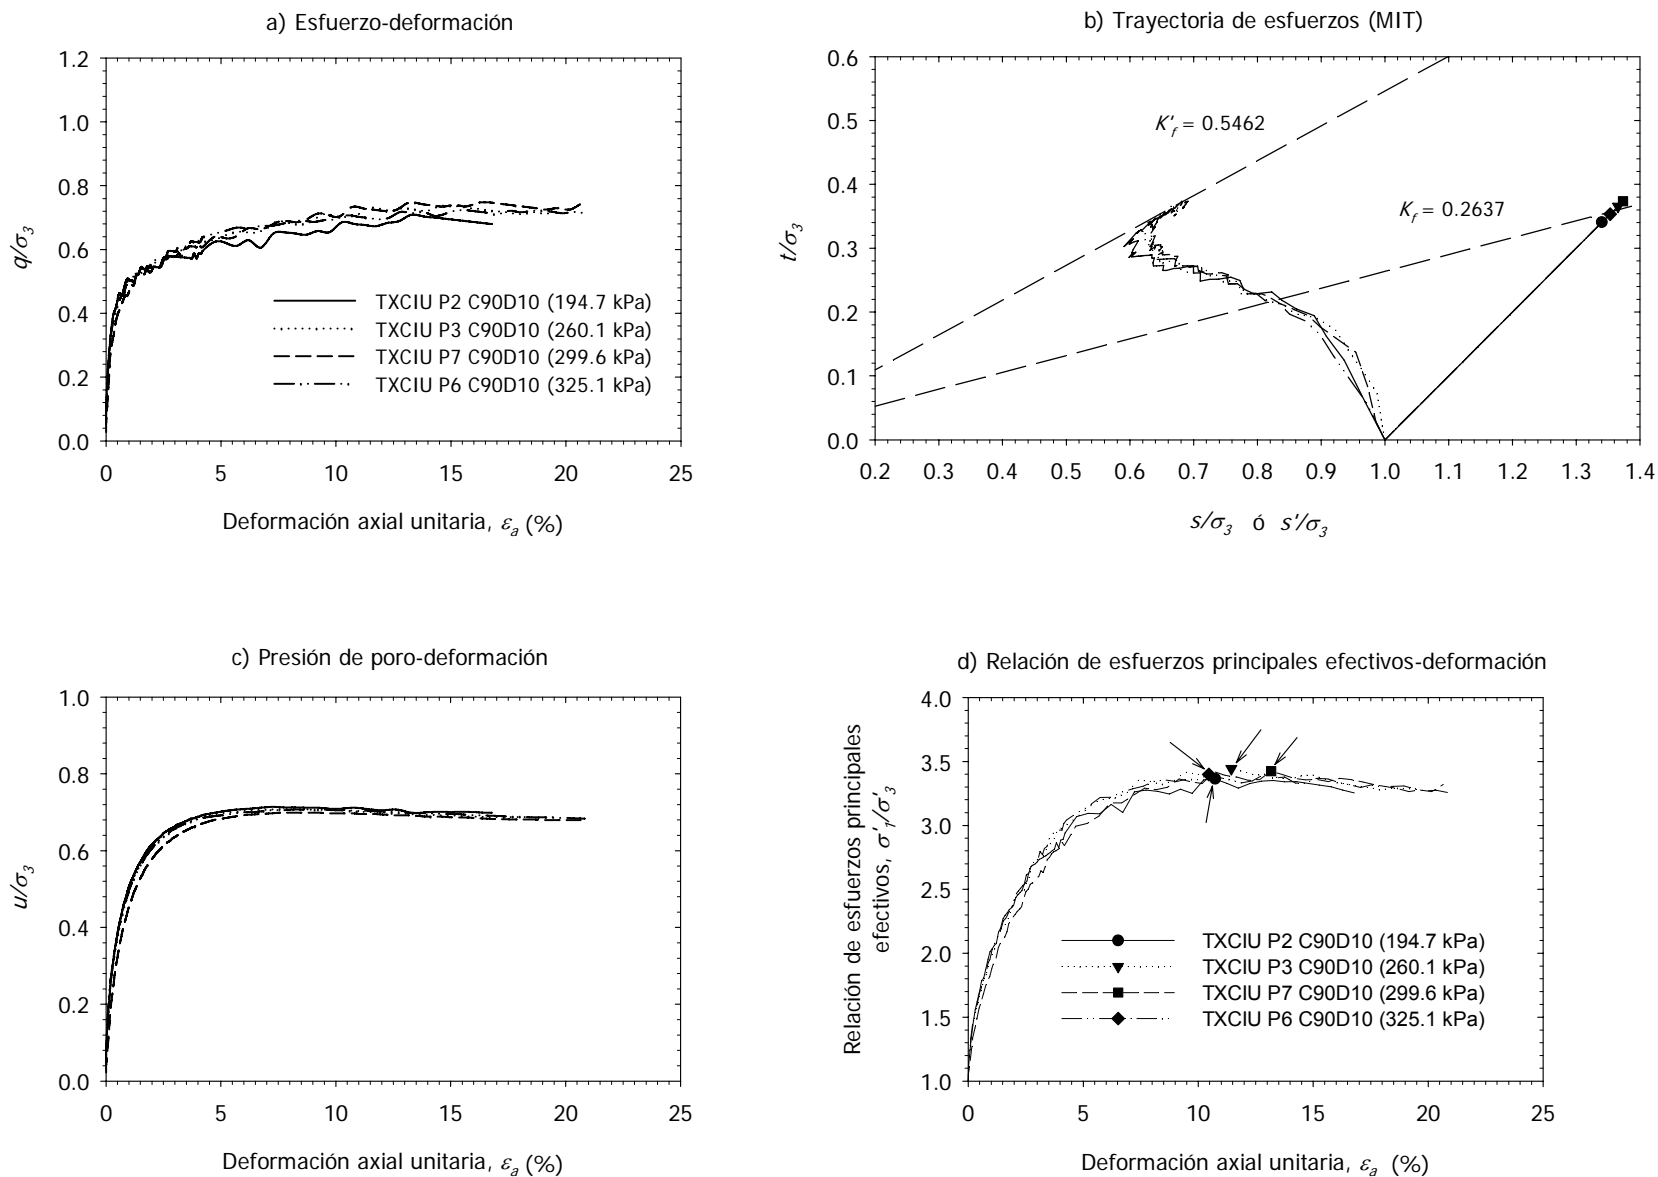 a) Esfuerzo-deformación
1.2
1.0
0.8
0.6
0.4
0.2
0.0
q/σ3
TXCIU P2 C90D10 (194.7 kPa)
TXCIU P3 C90D10 (260.1 kPa)
TXCIU P7 C90D10 (299.6 kPa)
TXCIU P6 C90D10 (325.1 kPa)
0 5 10 15 20 25
Deformación axial unitaria, εa (%)
b) Trayectoria de esfuerzos (MIT)
0.6
0.5
0.4
0.3
0.2
0.1
0.0
t/σ3
K'f = 0.5462
Kf = 0.2637
0.2 0.3 0.4 0.5 0.6 0.7 0.8 0.9 1.0 1.1 1.2 1.3 1.4
s/σ3 ó s'/σ3
c) Presión de poro-deformación
1.0
0.8
0.6
0.4
0.2
0.0
u/σ3
0 5 10 15 20 25
Deformación axial unitaria, εa (%)
d) Relación de esfuerzos principales efectivos-deformación
4.0
3.5
3.0
2.5
2.0
1.5
1.0
Relación de esfuerzos principales
efectivos, σ'1/σ'3
TXCIU P2 C90D10 (194.7 kPa)
TXCIU P3 C90D10 (260.1 kPa)
TXCIU P7 C90D10 (299.6 kPa)
TXCIU P6 C90D10 (325.1 kPa)
0 5 10 15 20 25
Deformación axial unitaria, εa (%)